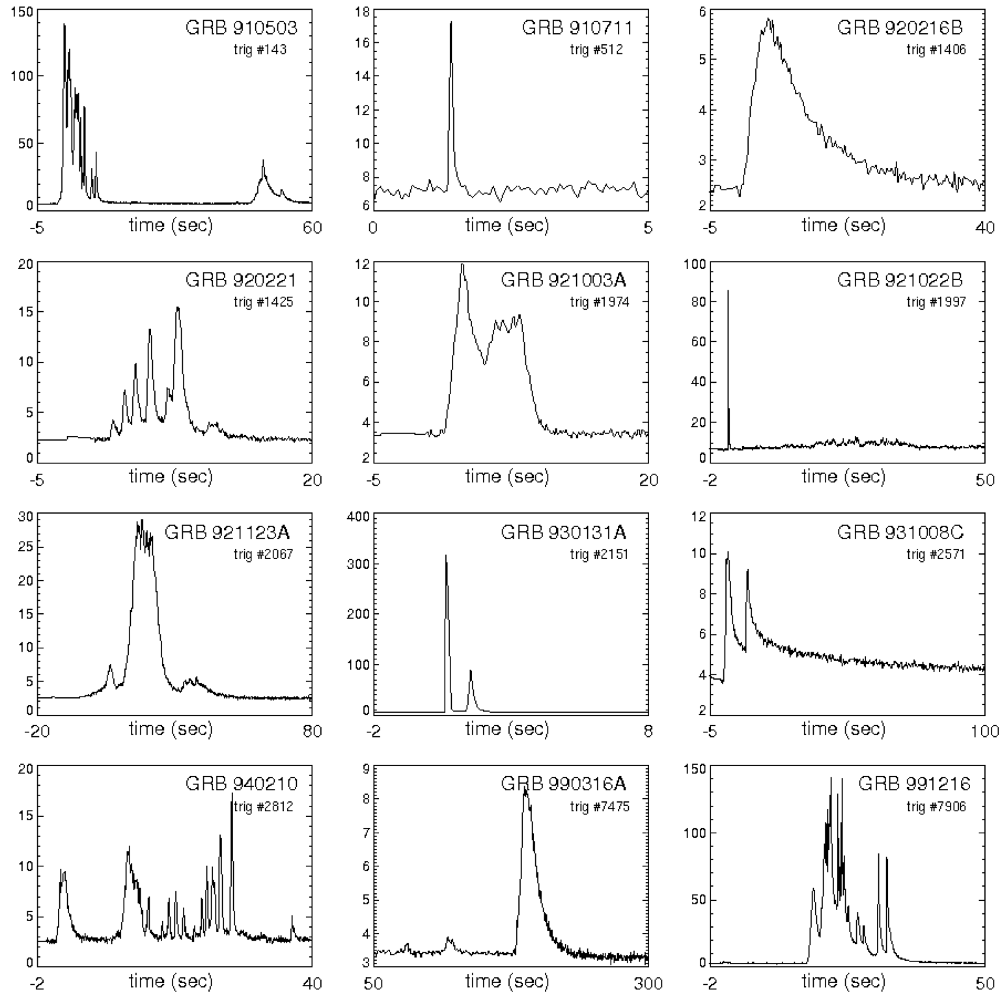 150
100
50
0
GRB 910503
trig #143
-5 time (sec) 60
18
16
14
12
10
8
6
GRB 910711
trig #512
0 time (sec) 5
6
5
4
3
2
GRB 920216B
trig #1406
-5 time (sec) 40
20
15
10
5
0
GRB 920221
trig #1425
-5 time (sec) 20
12
10
8
6
4
2
GRB 921003A
trig #1974
-5 time (sec) 20
100
80
60
40
20
0
GRB 921022B
trig #1997
-2 time (sec) 50
30
25
20
15
10
5
0
GRB 921123A
trig #2067
-20 time (sec) 80
400
300
200
100
0
GRB 930131A
trig #2151
-2 time (sec) 8
12
10
8
6
4
2
GRB 931008C
trig #2571
-5 time (sec) 100
20
15
10
5
0
GRB 940210
trig #2812
-2 time (sec) 40
9
8
7
6
5
4
3
GRB 990316A
trig #7475
50 time (sec) 300
150
100
50
0
GRB 991216
trig #7906
-2 time (sec) 50